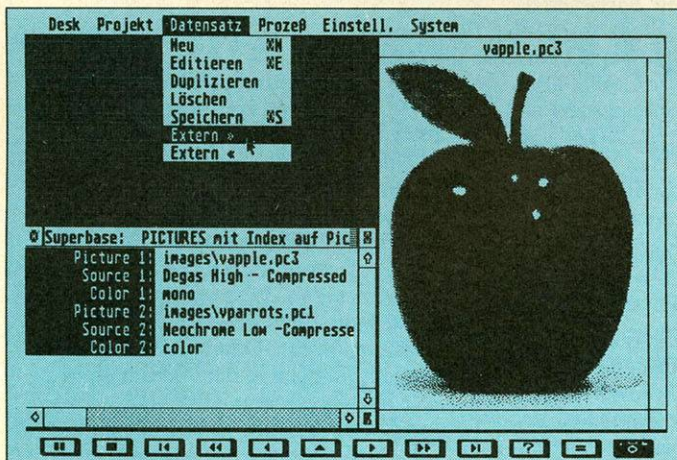 Desk Projekt Datensatz Prozeß Einstell. System
Neu ⌘N
Editieren ⌘E
Duplizieren
Löschen
Speichern ⌘S
Extern »
Extern «
vapple.pc3
Superbase: PICTURES mit Index auf Pic
Picture 1: images\vapple.pc3
Source 1: Degas High - Compressed
Color 1: mono
Picture 2: images\vparrots.pc1
Source 2: Neochrome Low -Compresse
Color 2: color
?
=